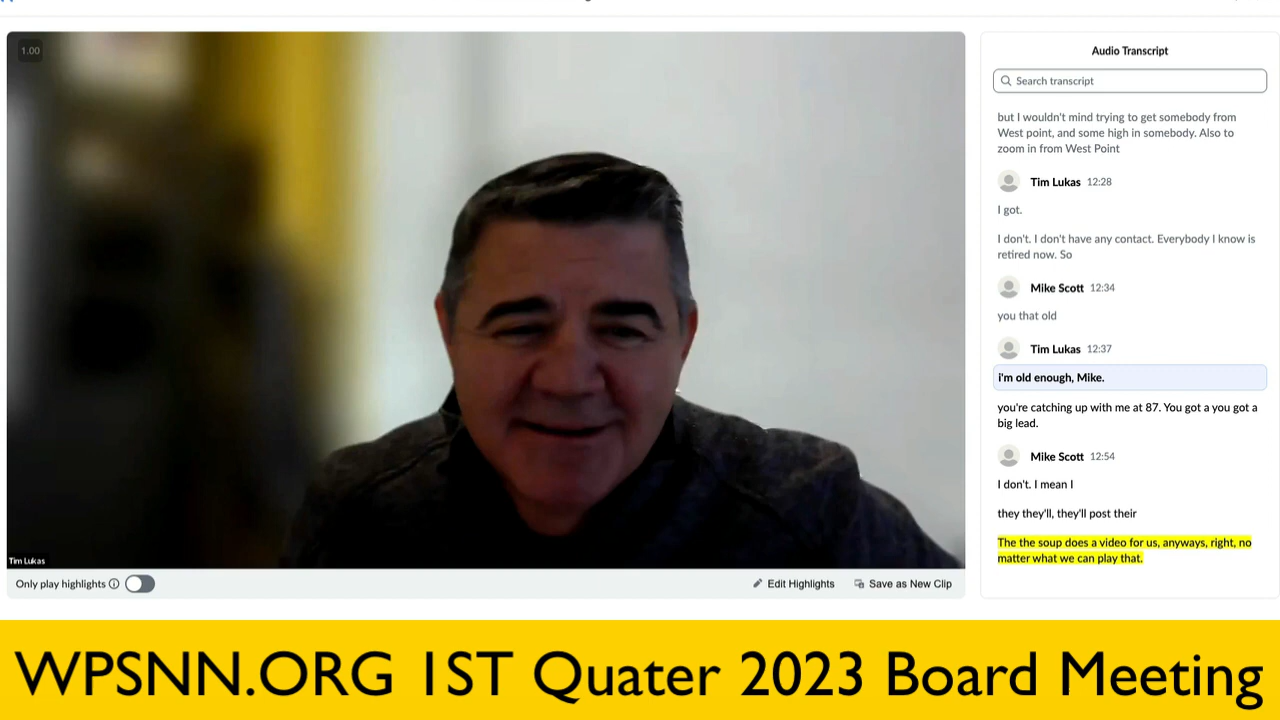 1.00
Tim Lukas
Only play highlights
Edit Highlights
Save as New Clip
Audio Transcript
Search transcript
but I wouldn't mind trying to get somebody from
West point, and some high in somebody. Also to
zoom in from West Point
Tim Lukas 12:28
I got.
I don't. I don't have any contact. Everybody I know is
retired now. So
Mike Scott 12:34
you that old
Tim Lukas 12:37
i'm old enough, Mike.
you're catching up with me at 87. You got a you got a
big lead.
Mike Scott 12:54
I don't. I mean I
they they'll, they'll post their
The the soup does a video for us, anyways, right, no
matter what we can play that.
WPSNN.ORG 1ST Quater 2023 Board Meeting